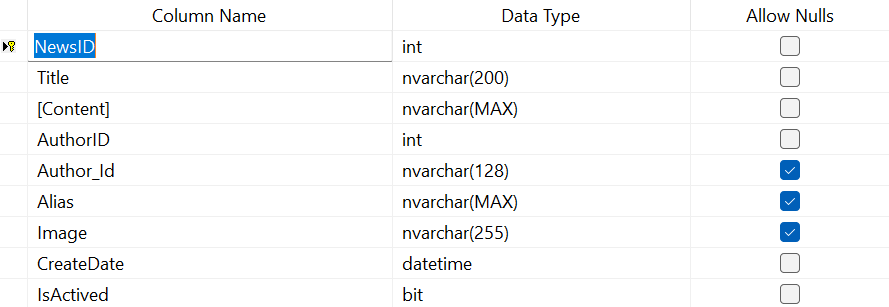 Column Name Data Type Allow Nulls
NewsID int
Title nvarchar(200)
[Content] nvarchar(MAX)
AuthorID int
Author_Id nvarchar(128)
Alias nvarchar(MAX)
Image nvarchar(255)
CreateDate datetime
IsActived bit